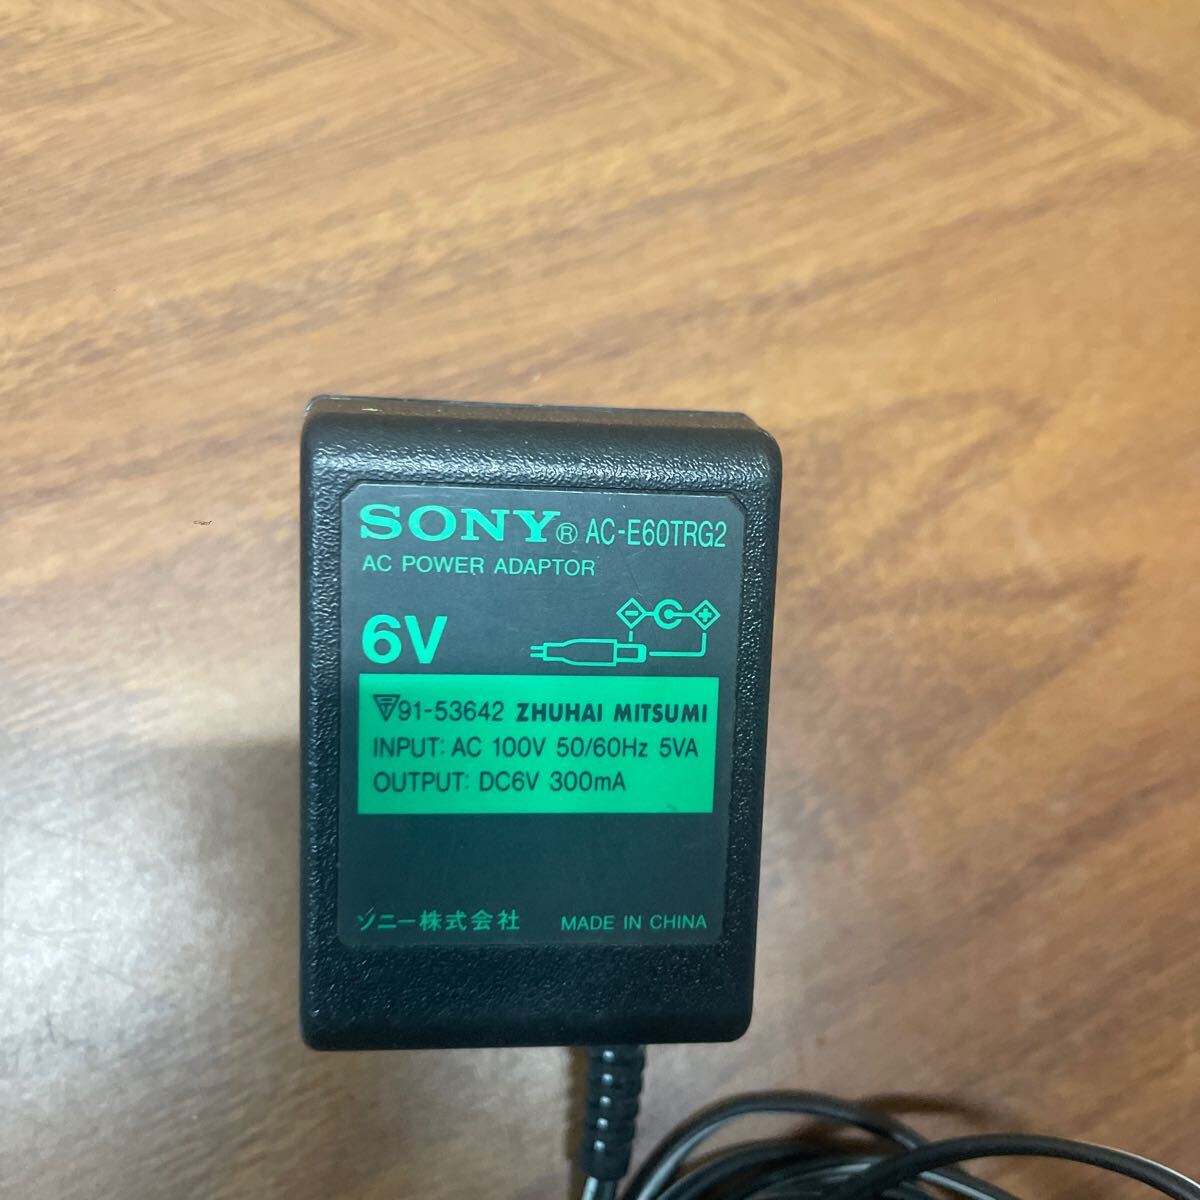 SONY® AC-E60TRG2
AC POWER ADAPTOR
6V
91-53642 ZHUHAI MITSUMI
INPUT: AC 100V 50/60Hz 5VA
OUTPUT: DC6V 300mA
ソニー株式会社 MADE IN CHINA